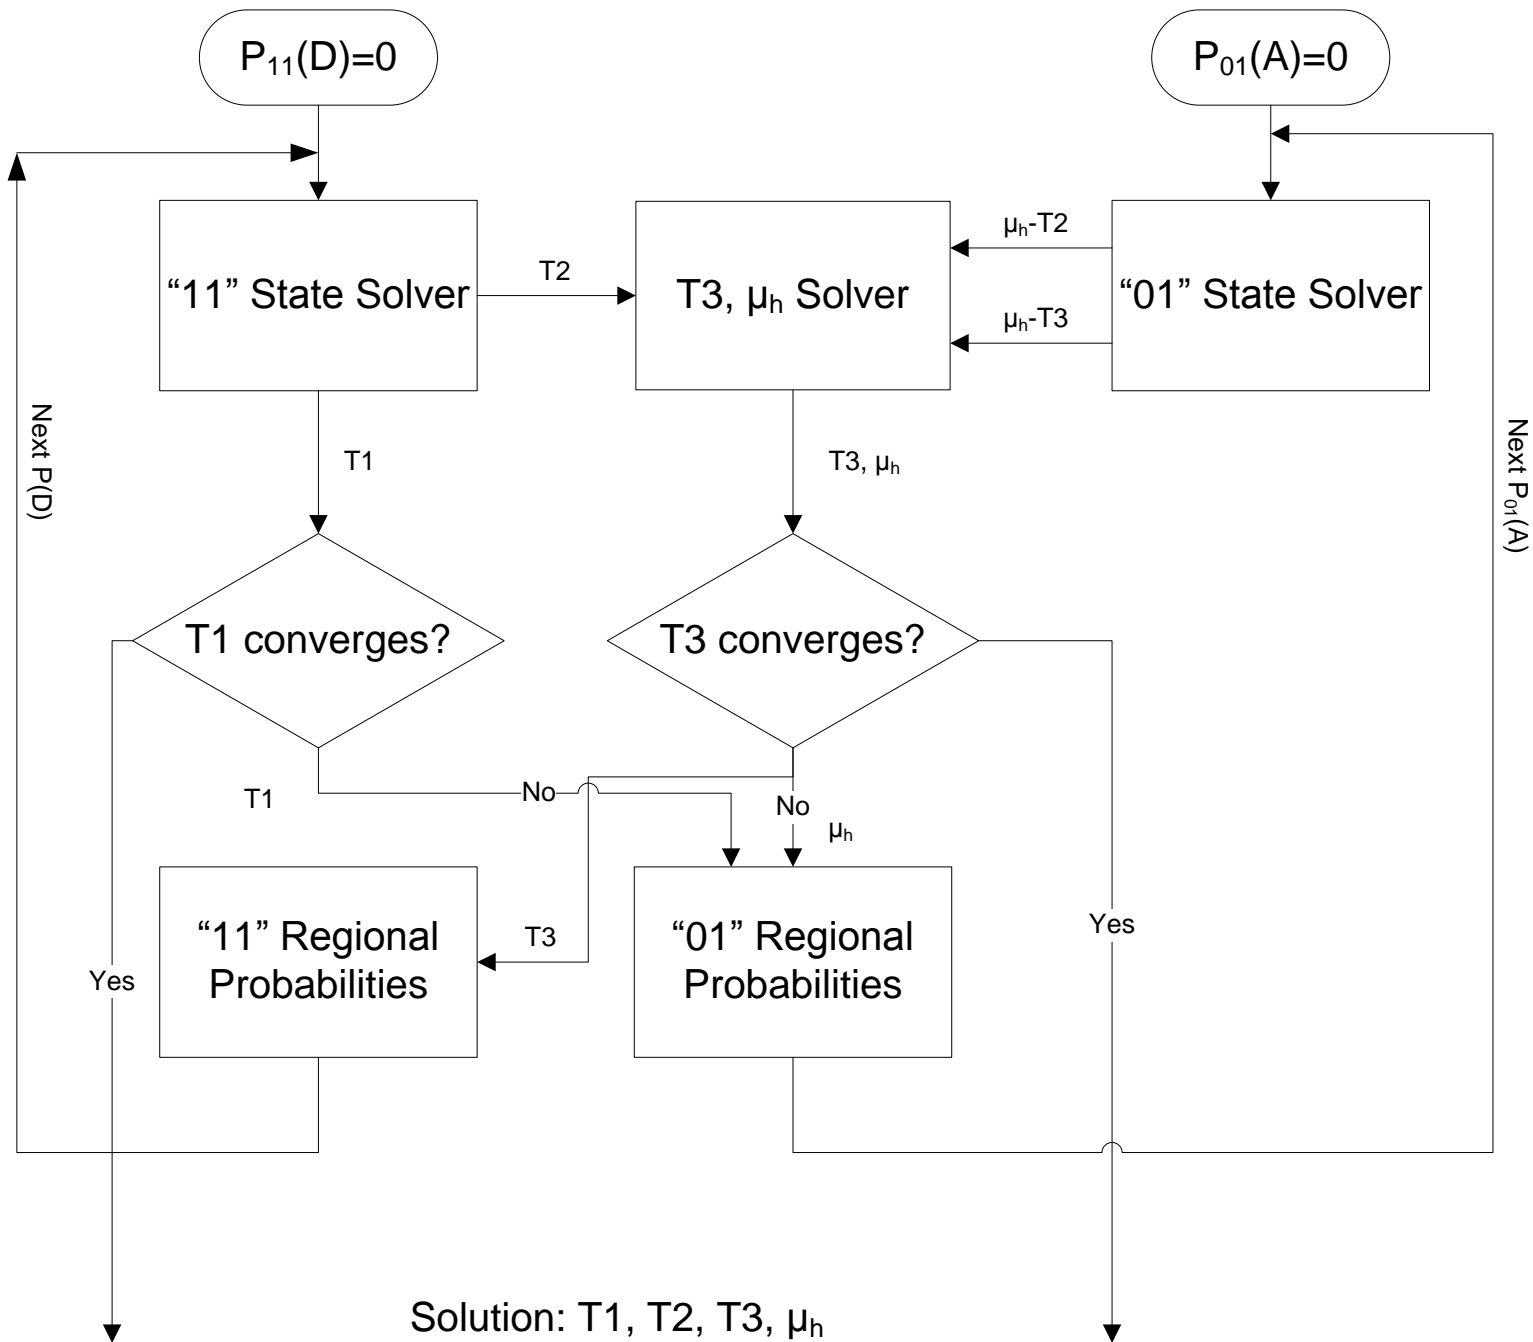 P₁₁(D)=0
P₀₁(A)=0
“11” State Solver
T2
T3, μₕ Solver
μₕ-T2
μₕ-T3
“01” State Solver
Next P(D)
T1
T3, μₕ
Next P₀₁(A)
T1 converges?
T3 converges?
T1
No
No
μₕ
“11” Regional
Probabilities
T3
“01” Regional
Probabilities
Yes
Yes
Solution: T1, T2, T3, μₕ